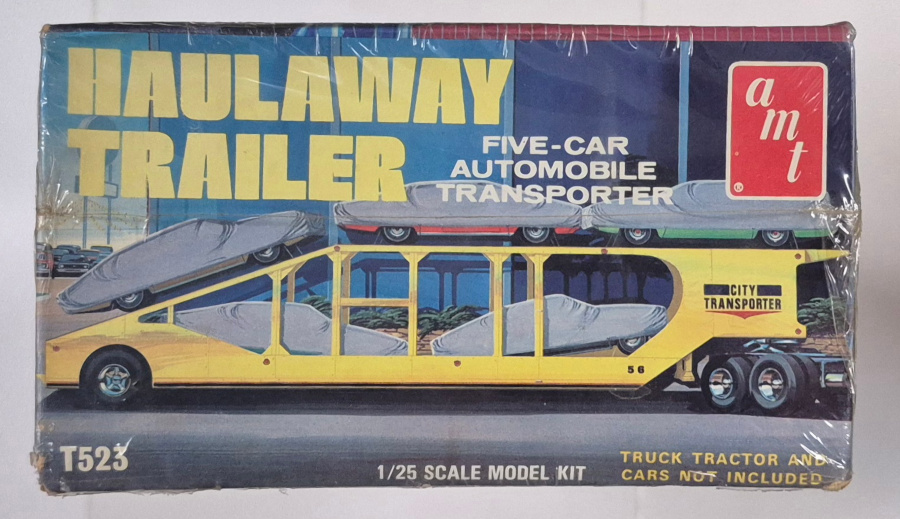 HAULAWAY
TRAILER
FIVE-CAR
AUTOMOBILE
TRANSPORTER
amt
®
CITY
TRANSPORTER
56
T523
1/25 SCALE MODEL KIT
TRUCK TRACTOR AND
CARS NOT INCLUDED